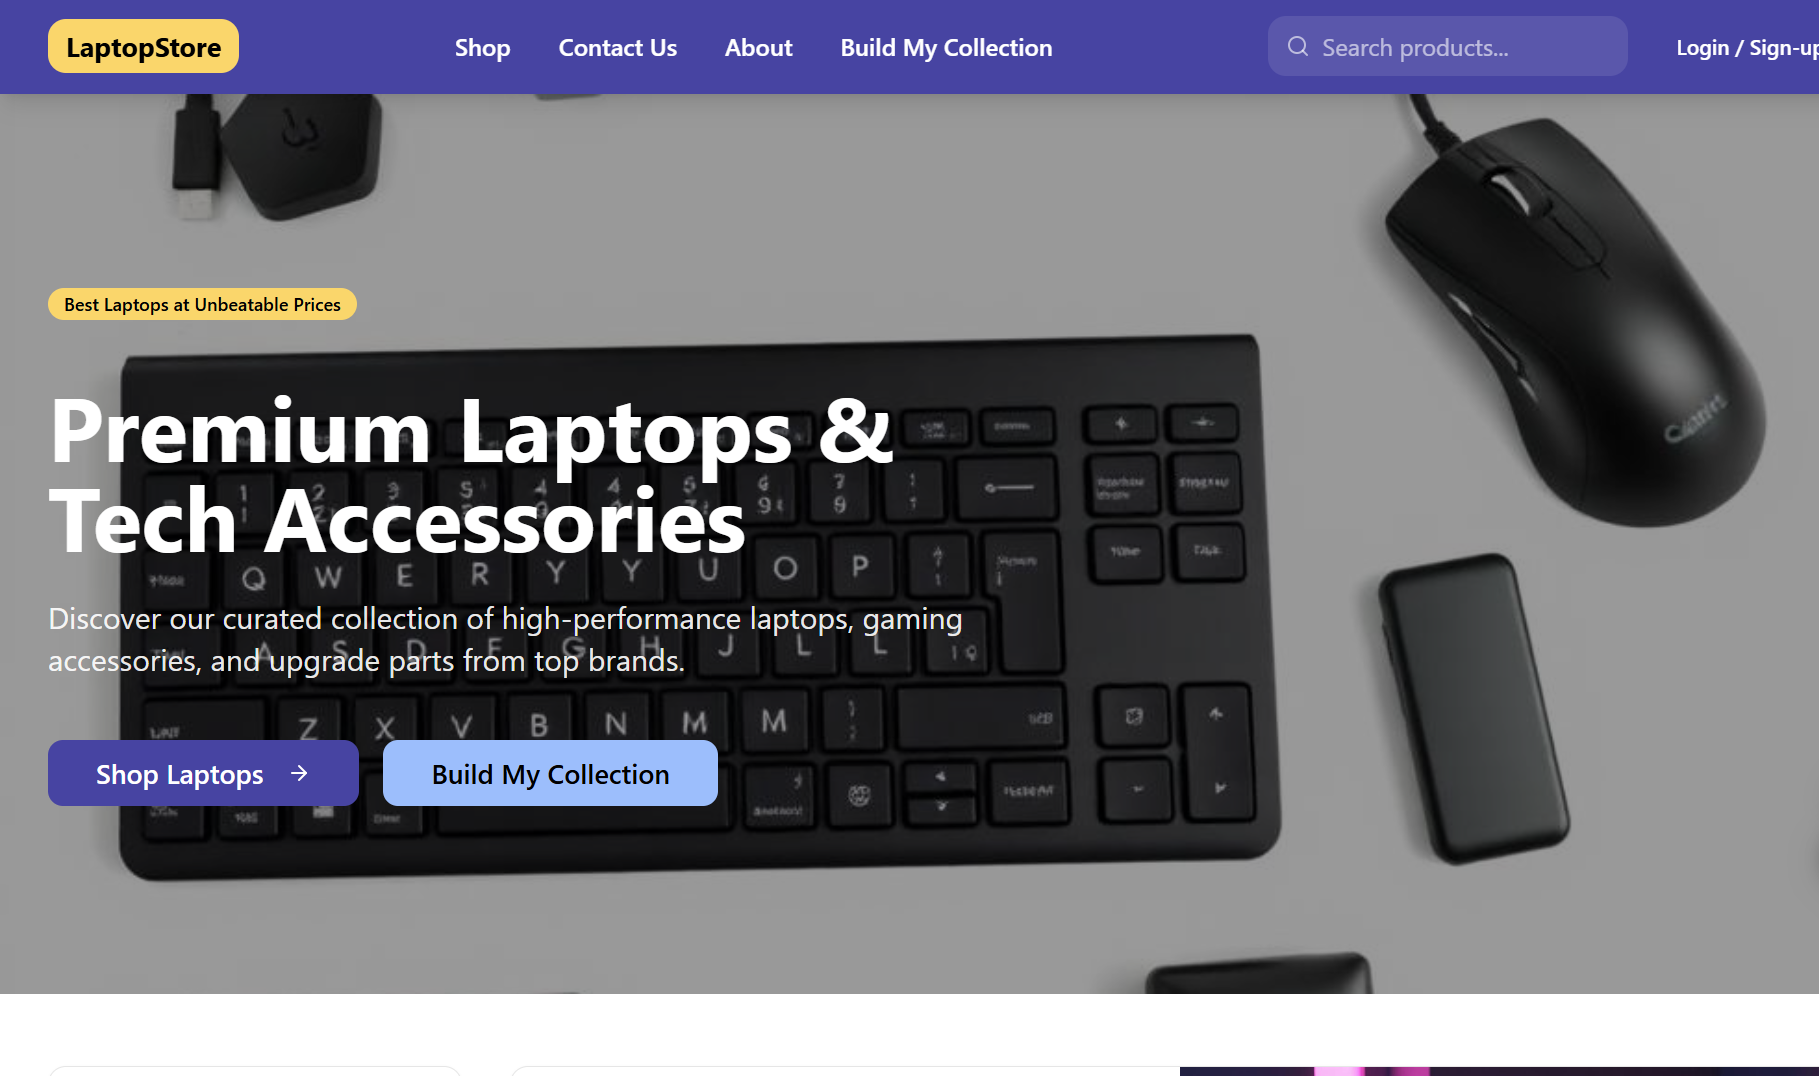 LaptopStore
Shop
Contact Us
About
Build My Collection
Search products...
Login / Sign-up
Best Laptops at Unbeatable Prices
Premium Laptops &
Tech Accessories
Discover our curated collection of high-performance laptops, gaming
accessories, and upgrade parts from top brands.
Shop Laptops
Build My Collection
Q W E R Y Y U O P
A S D F G H J L L
Z X V B N M M